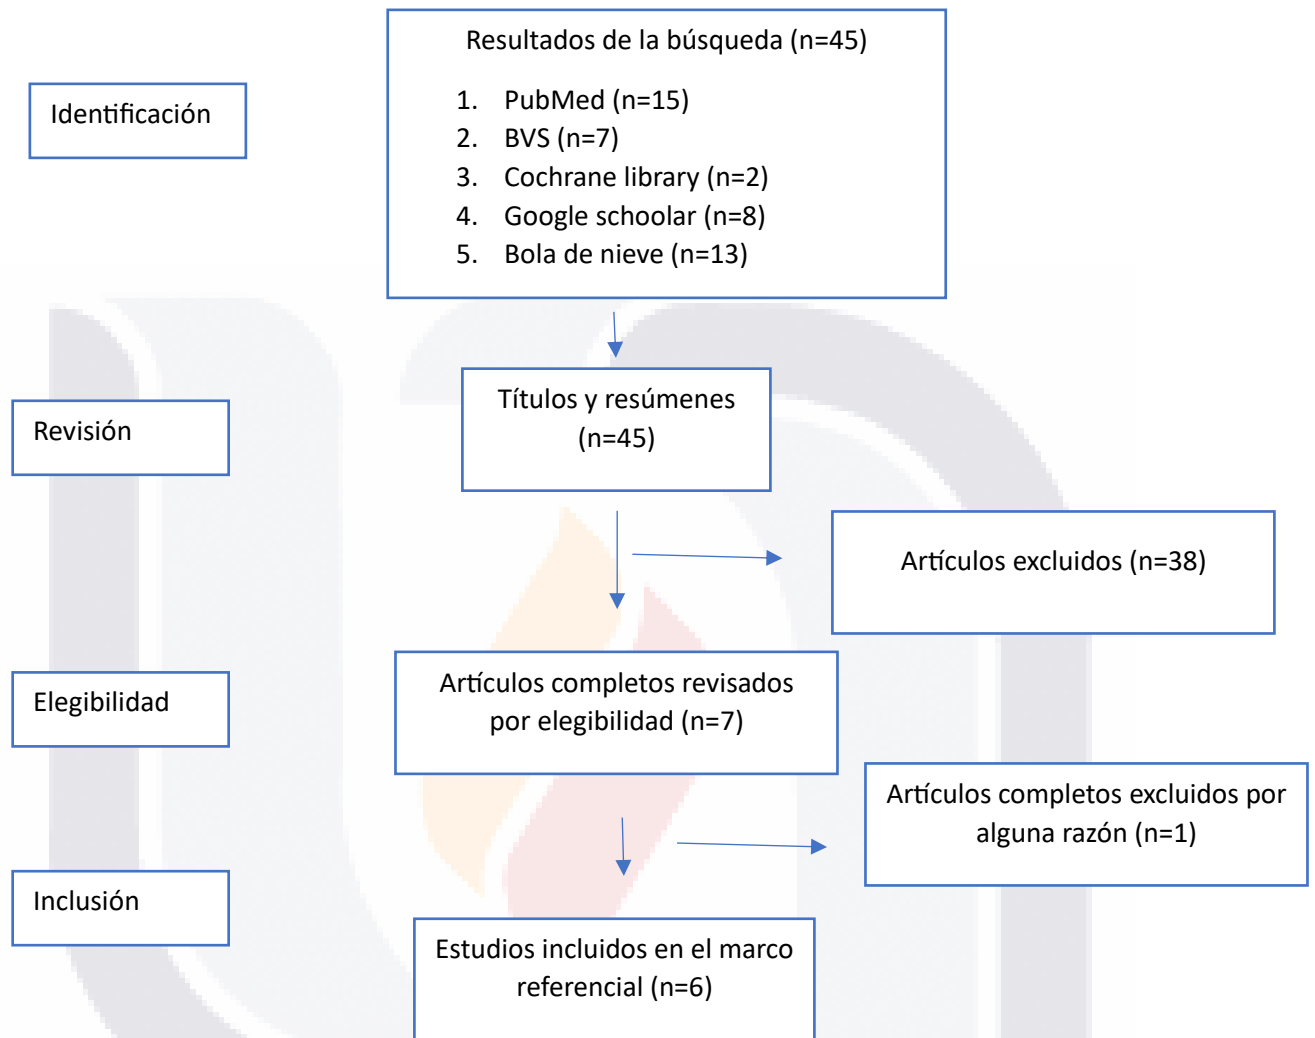 Resultados de la búsqueda (n=45)
Identificación
1. PubMed (n=15)
2. BVS (n=7)
3. Cochrane library (n=2)
4. Google schoolar (n=8)
5. Bola de nieve (n=13)
Revisión
Títulos y resúmenes
(n=45)
Artículos excluidos (n=38)
Elegibilidad
Artículos completos revisados
por elegibilidad (n=7)
Artículos completos excluidos por
alguna razón (n=1)
Inclusión
Estudios incluidos en el marco
referencial (n=6)